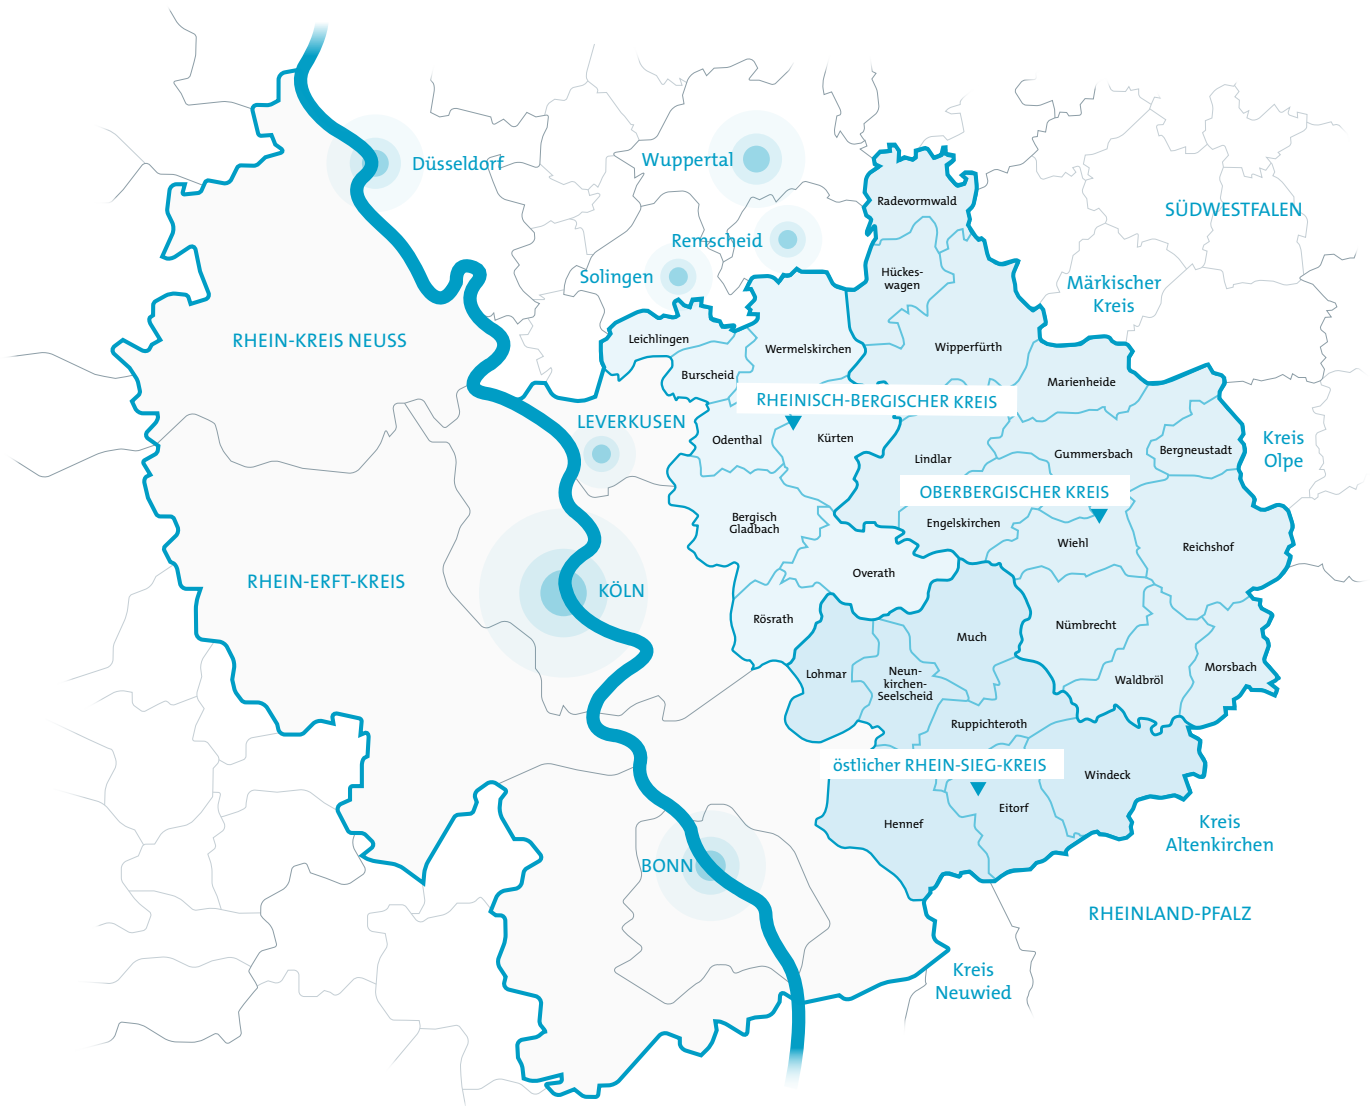 Düsseldorf
Wuppertal
Remscheid
Solingen
SÜDWESTFALEN
Märkischer
Kreis
Radevormwald
Hückes-
wagen
RHEIN-KREIS NEUSS
Leichlingen
Wermelskirchen
Wipperfürth
Burscheid
Marienheide
RHEINISCH-BERGISCHER KREIS
LEVERKUSEN
Odenthal
Kürten
Lindlar
Gummersbach
Bergneustadt
Kreis
Olpe
OBERBERGISCHER KREIS
Bergisch
Gladbach
Engelskirchen
Wiehl
Reichshof
RHEIN-ERFT-KREIS
KÖLN
Overath
Rösrath
Much
Nümbrecht
Lohmar
Neun-
kirchen-
Seelscheid
Waldbröl
Morsbach
Ruppichteroth
östlicher RHEIN-SIEG-KREIS
Windeck
Eitorf
Hennef
Kreis
Altenkirchen
BONN
RHEINLAND-PFALZ
Kreis
Neuwied